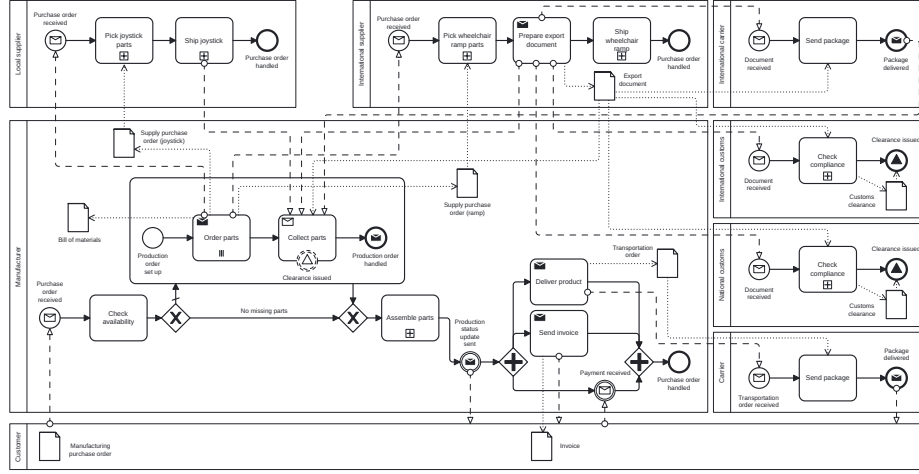 Local supplier
Purchase order
received
Pick joystick
parts
Ship joystick
Purchase order
handled
International supplier
Purchase order
received
Pick wheelchair
ramp parts
Prepare export
document
Ship
wheelchair
ramp
Purchase order
handled
Export
document
International carrier
Document
received
Send package
Package
delivered
Manufacturer
Supply purchase
order (joystick)
Supply purchase
order (ramp)
Bill of materials
Production
order
set up
Order parts
Collect parts
Clearance issued
Production order
handled
Purchase
order
received
Check
availability
No missing parts
Assemble parts
Production
status
update
sent
Deliver product
Send invoice
Transportation
order
Payment received
Purchase order
handled
International customs
Document
received
Check
compliance
Clearance issued
Customs
clearance
National customs
Document
received
Check
compliance
Clearance issued
Customs
clearance
Carrier
Transportation
order received
Send package
Package
delivered
Customer
Manufacturing
purchase order
Invoice